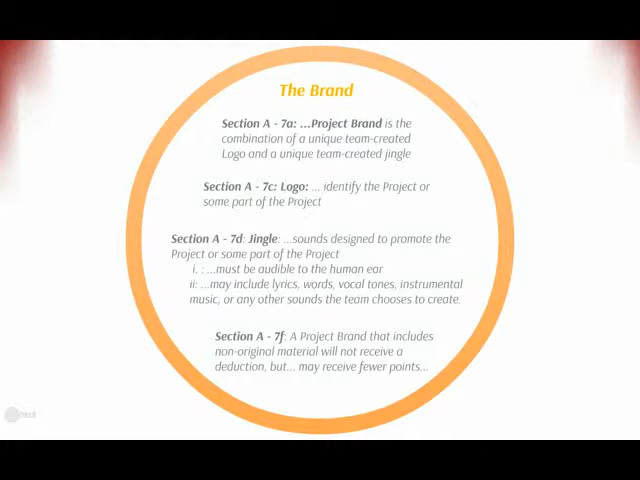 The Brand
Section A - 7a: ...Project Brand is the
combination of a unique team-created
Logo and a unique team-created jingle
Section A - 7c: Logo: ... identify the Project or
some part of the Project
Section A - 7d: Jingle: ...sounds designed to promote the
Project or some part of the Project
i. : ...must be audible to the human ear
ii: ...may include lyrics, words, vocal tones, instrumental
music, or any other sounds the team chooses to create.
Section A - 7f: A Project Brand that includes
non-original material will not receive a
deduction, but... may receive fewer points...